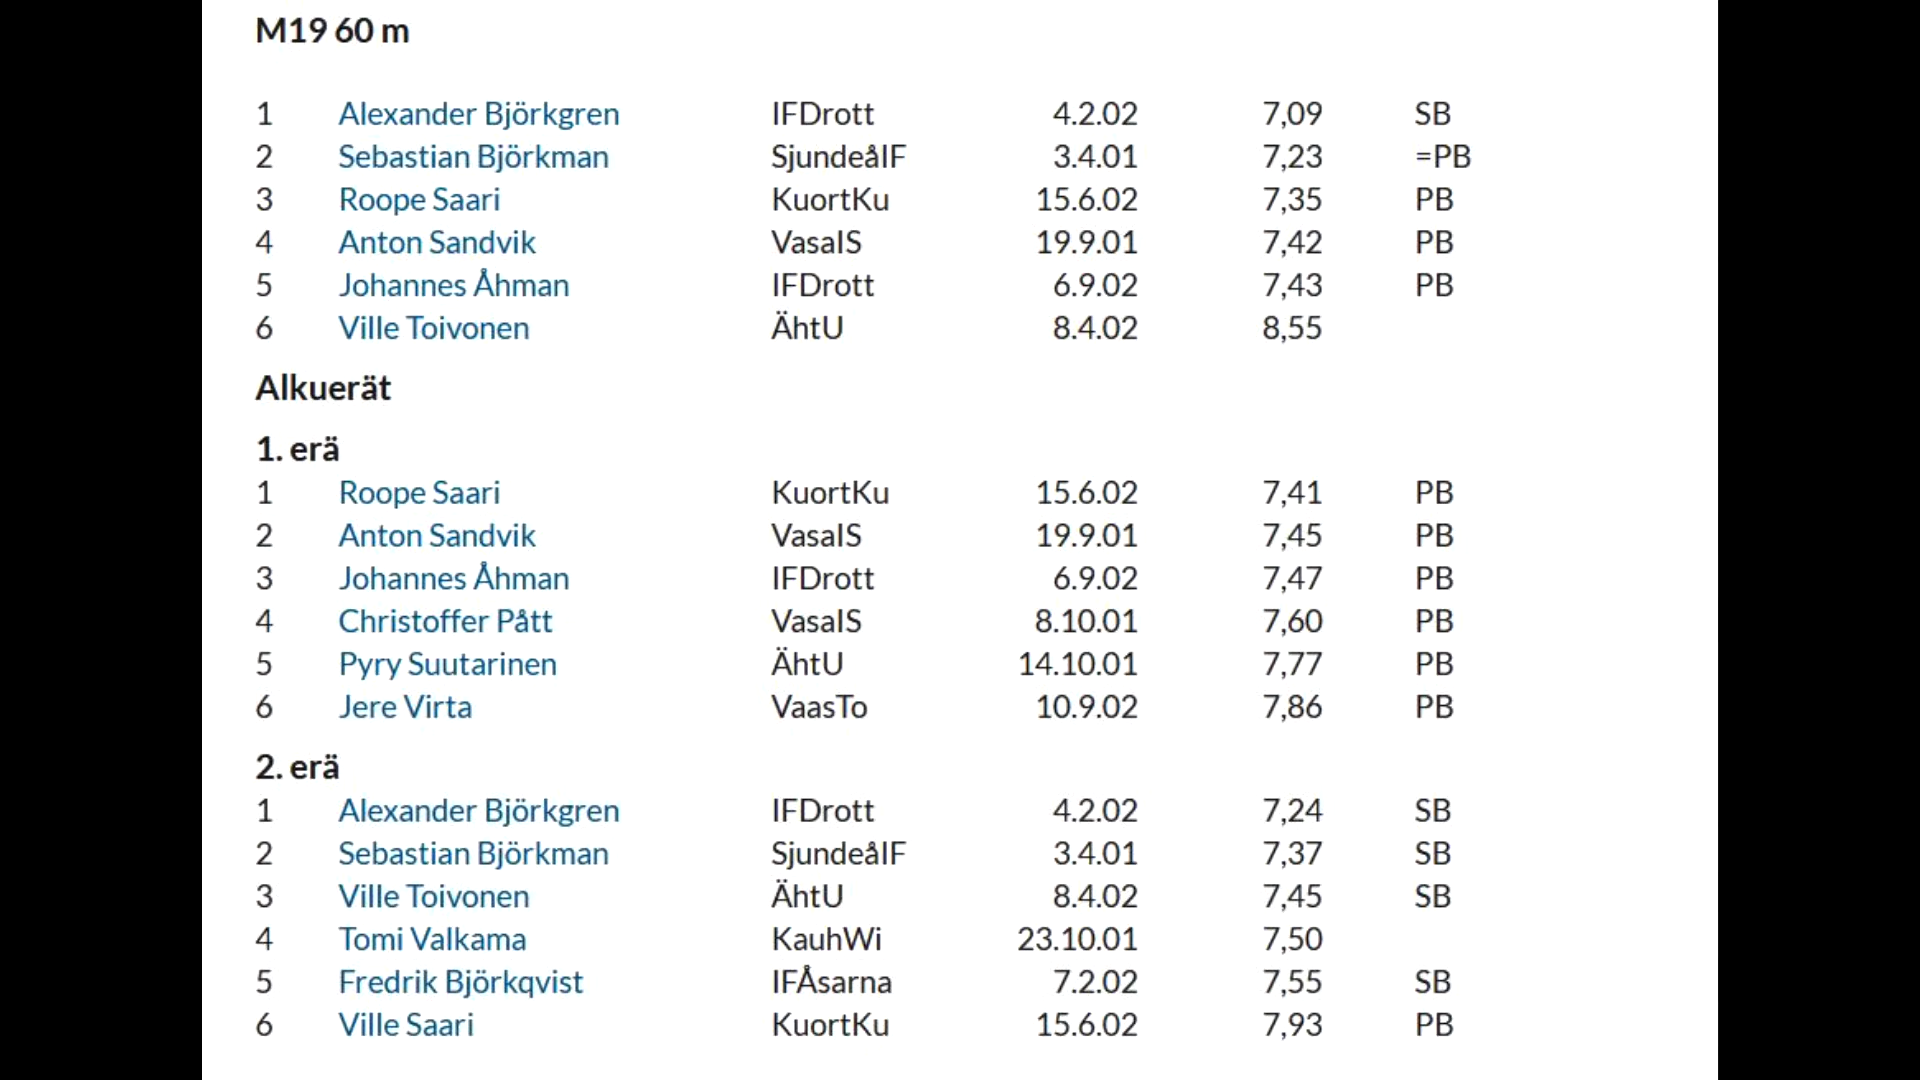 M19 60 m
1 Alexander Björkgren IFDrott 4.2.02 7,09 SB
2 Sebastian Björkman SjundeåIF 3.4.01 7,23 =PB
3 Roope Saari KuortKu 15.6.02 7,35 PB
4 Anton Sandvik VasaIS 19.9.01 7,42 PB
5 Johannes Åhman IFDrott 6.9.02 7,43 PB
6 Ville Toivonen ÄhtU 8.4.02 8,55
Alkuerät
1. erä
1 Roope Saari KuortKu 15.6.02 7,41 PB
2 Anton Sandvik VasaIS 19.9.01 7,45 PB
3 Johannes Åhman IFDrott 6.9.02 7,47 PB
4 Christoffer Pått VasaIS 8.10.01 7,60 PB
5 Pyry Suutarinen ÄhtU 14.10.01 7,77 PB
6 Jere Virta VaasTo 10.9.02 7,86 PB
2. erä
1 Alexander Björkgren IFDrott 4.2.02 7,24 SB
2 Sebastian Björkman SjundeåIF 3.4.01 7,37 SB
3 Ville Toivonen ÄhtU 8.4.02 7,45 SB
4 Tomi Valkama KauhWi 23.10.01 7,50
5 Fredrik Björkqvist IFÅsarna 7.2.02 7,55 SB
6 Ville Saari KuortKu 15.6.02 7,93 PB